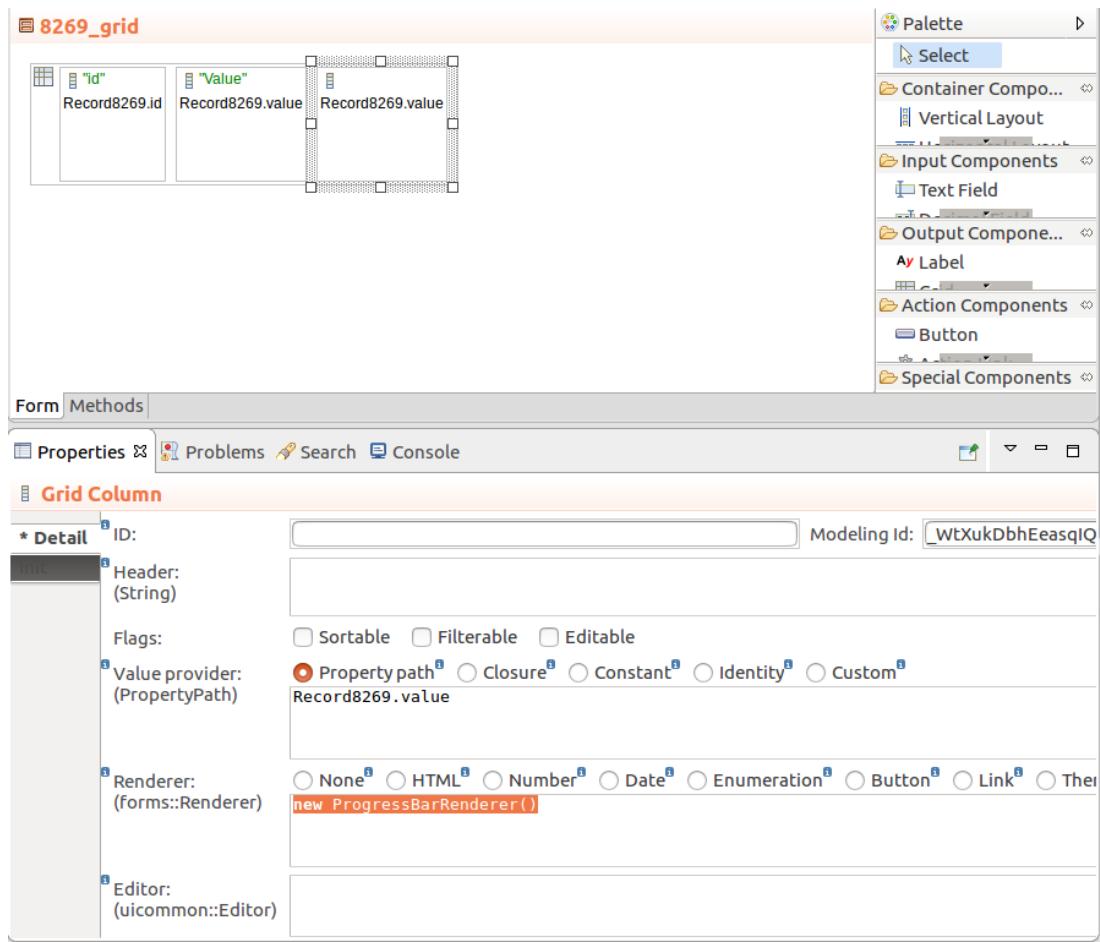 8269_grid
"id"
Record8269.id
"Value"
Record8269.value
Record8269.value
Palette
Select
Container Compo...
Vertical Layout
Input Components
Text Field
Output Compone...
Ay Label
Action Components
Button
Special Components
Form Methods
Properties Problems Search Console
Grid Column
* Detail
Init
ID:
Modeling Id: _WtXukDbhEeasqIQ
Header:
(String)
Flags: Sortable Filterable Editable
Value provider: Property path Closure Constant Identity Custom
(PropertyPath)
Record8269.value
Renderer: None HTML Number Date Enumeration Button Link
(forms::Renderer)
new ProgressBarRenderer()
Editor:
(uicommon::Editor)